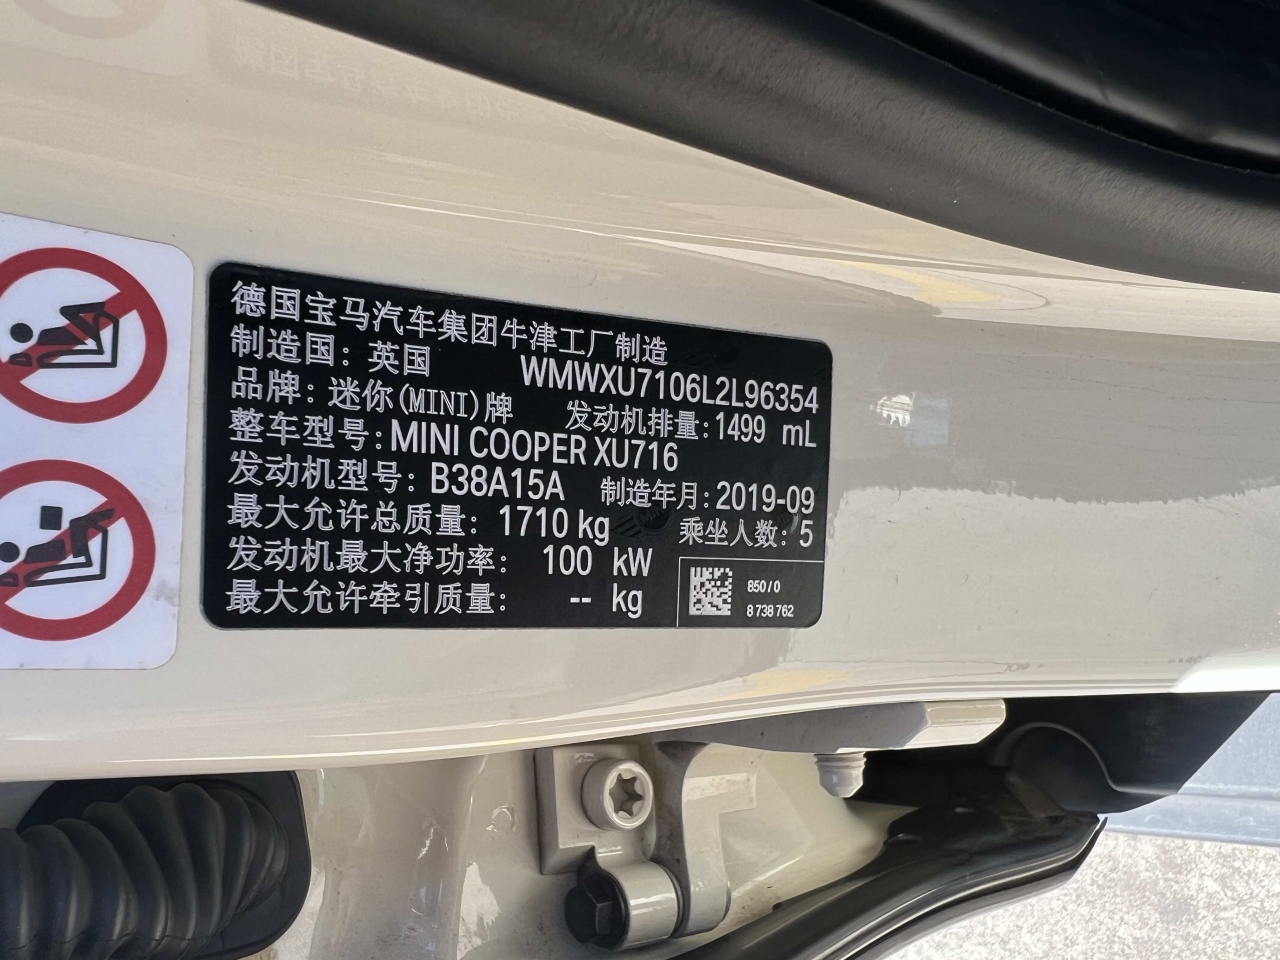 德国宝马汽车集团牛津工厂制造
制造国：英国 WMWXU7106L2L96354
品牌：迷你(MINI)牌 发动机排量：1499 mL
整车型号：MINI COOPER XU716
发动机型号：B38A15A 制造年月：2019-09
最大允许总质量：1710 kg 乘坐人数：5
发动机最大净功率：100 kW
最大允许牵引质量：-- kg
850/0
8 738 762